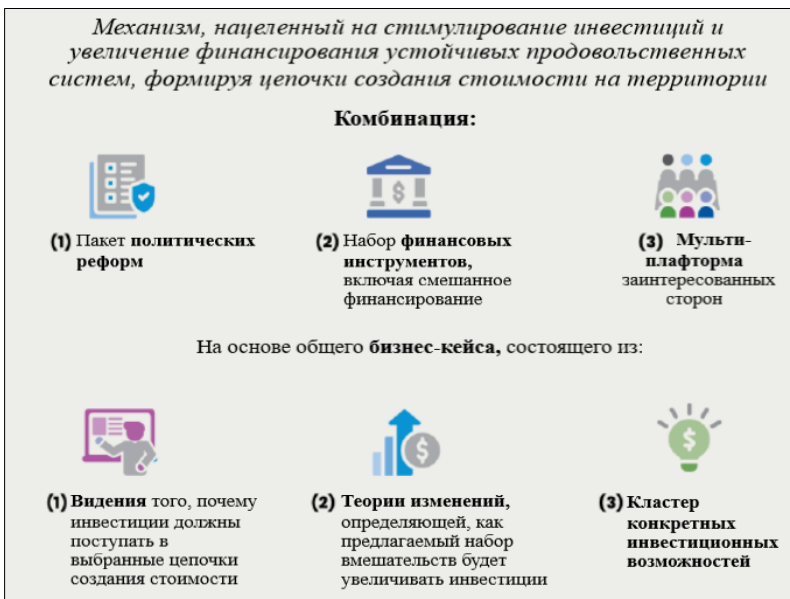 Механизм, нацеленный на стимулирование инвестиций и
увеличение финансирования устойчивых продовольственных
систем, формируя цепочки создания стоимости на территории
Комбинация:
(1) Пакет политических
реформ
(2) Набор финансовых
инструментов,
включая смешанное
финансирование
(3) Мульти-
плафторма
заинтересованных
сторон
На основе общего бизнес-кейса, состоящего из:
(1) Видения того, почему
инвестиции должны
поступать в
выбранные цепочки
создания стоимости
(2) Теории изменений,
определяющей, как
предлагаемый набор
вмешательств будет
увеличивать инвестиции
(3) Кластер
конкретных
инвестиционных
возможностей